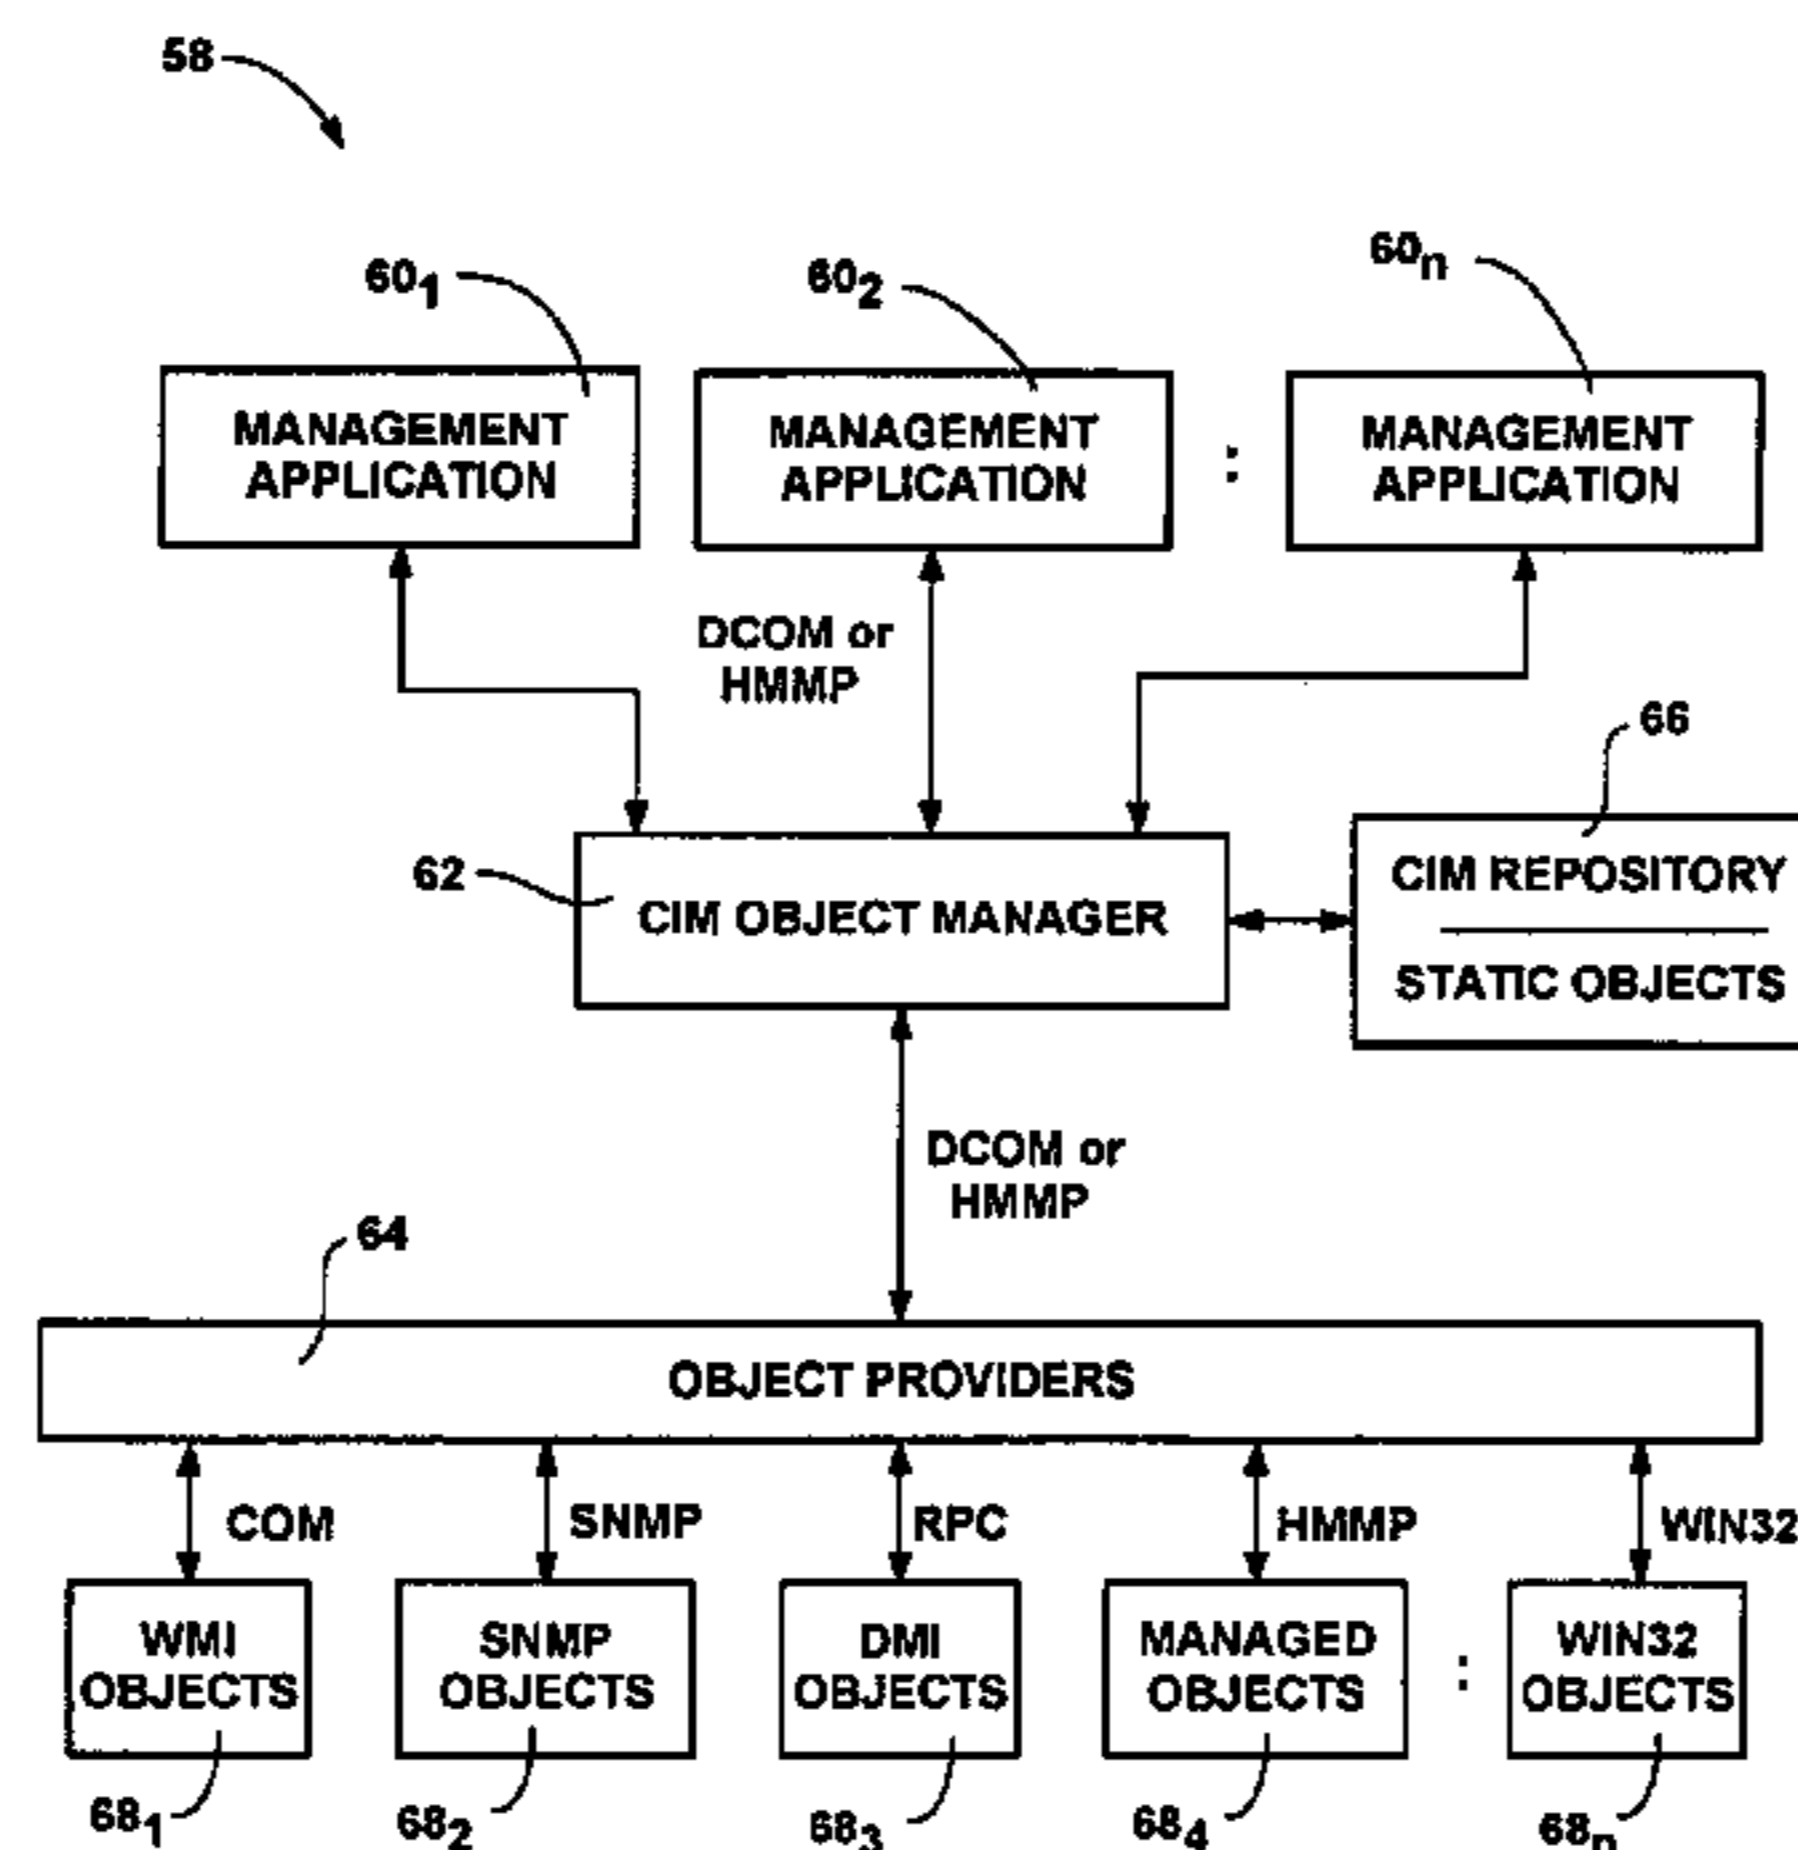 58
60₁
60₂
60ₙ
MANAGEMENT
APPLICATION
MANAGEMENT
APPLICATION
:
MANAGEMENT
APPLICATION
DCOM or
HMMP
66
62
CIM OBJECT MANAGER
CIM REPOSITORY
STATIC OBJECTS
DCOM or
HMMP
64
OBJECT PROVIDERS
COM
SNMP
RPC
HMMP
WIN32
WMI
OBJECTS
SNMP
OBJECTS
DMI
OBJECTS
MANAGED
OBJECTS
:
WIN32
OBJECTS
68₁
68₂
68₃
68₄
68ₙ